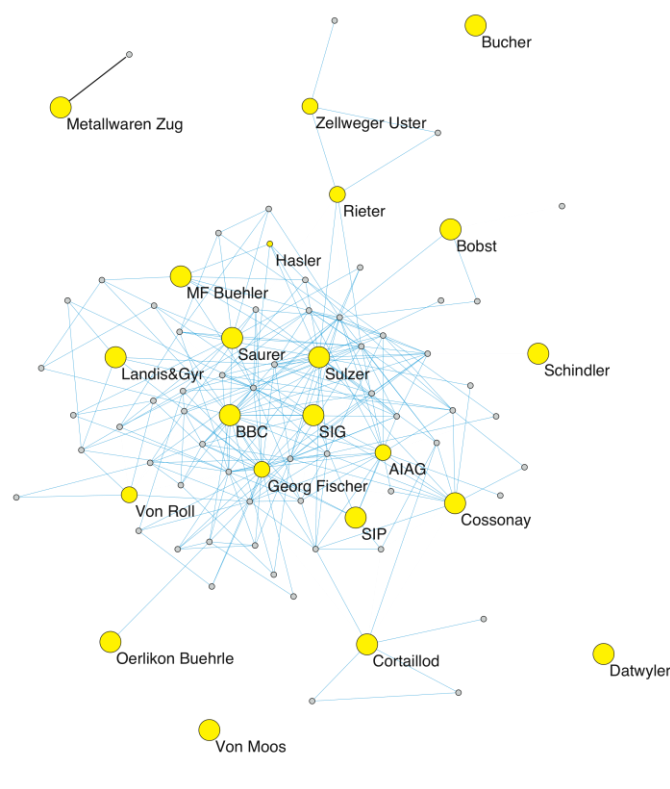 Bucher
Metallwaren Zug
Zellweger Uster
Rieter
Bobst
Hasler
MF Buehler
Saurer
Landis&Gyr
Sulzer
Schindler
BBC
SIG
AIAG
Georg Fischer
Von Roll
Cossonay
SIP
Oerlikon Buehrle
Cortaillod
Datwyler
Von Moos